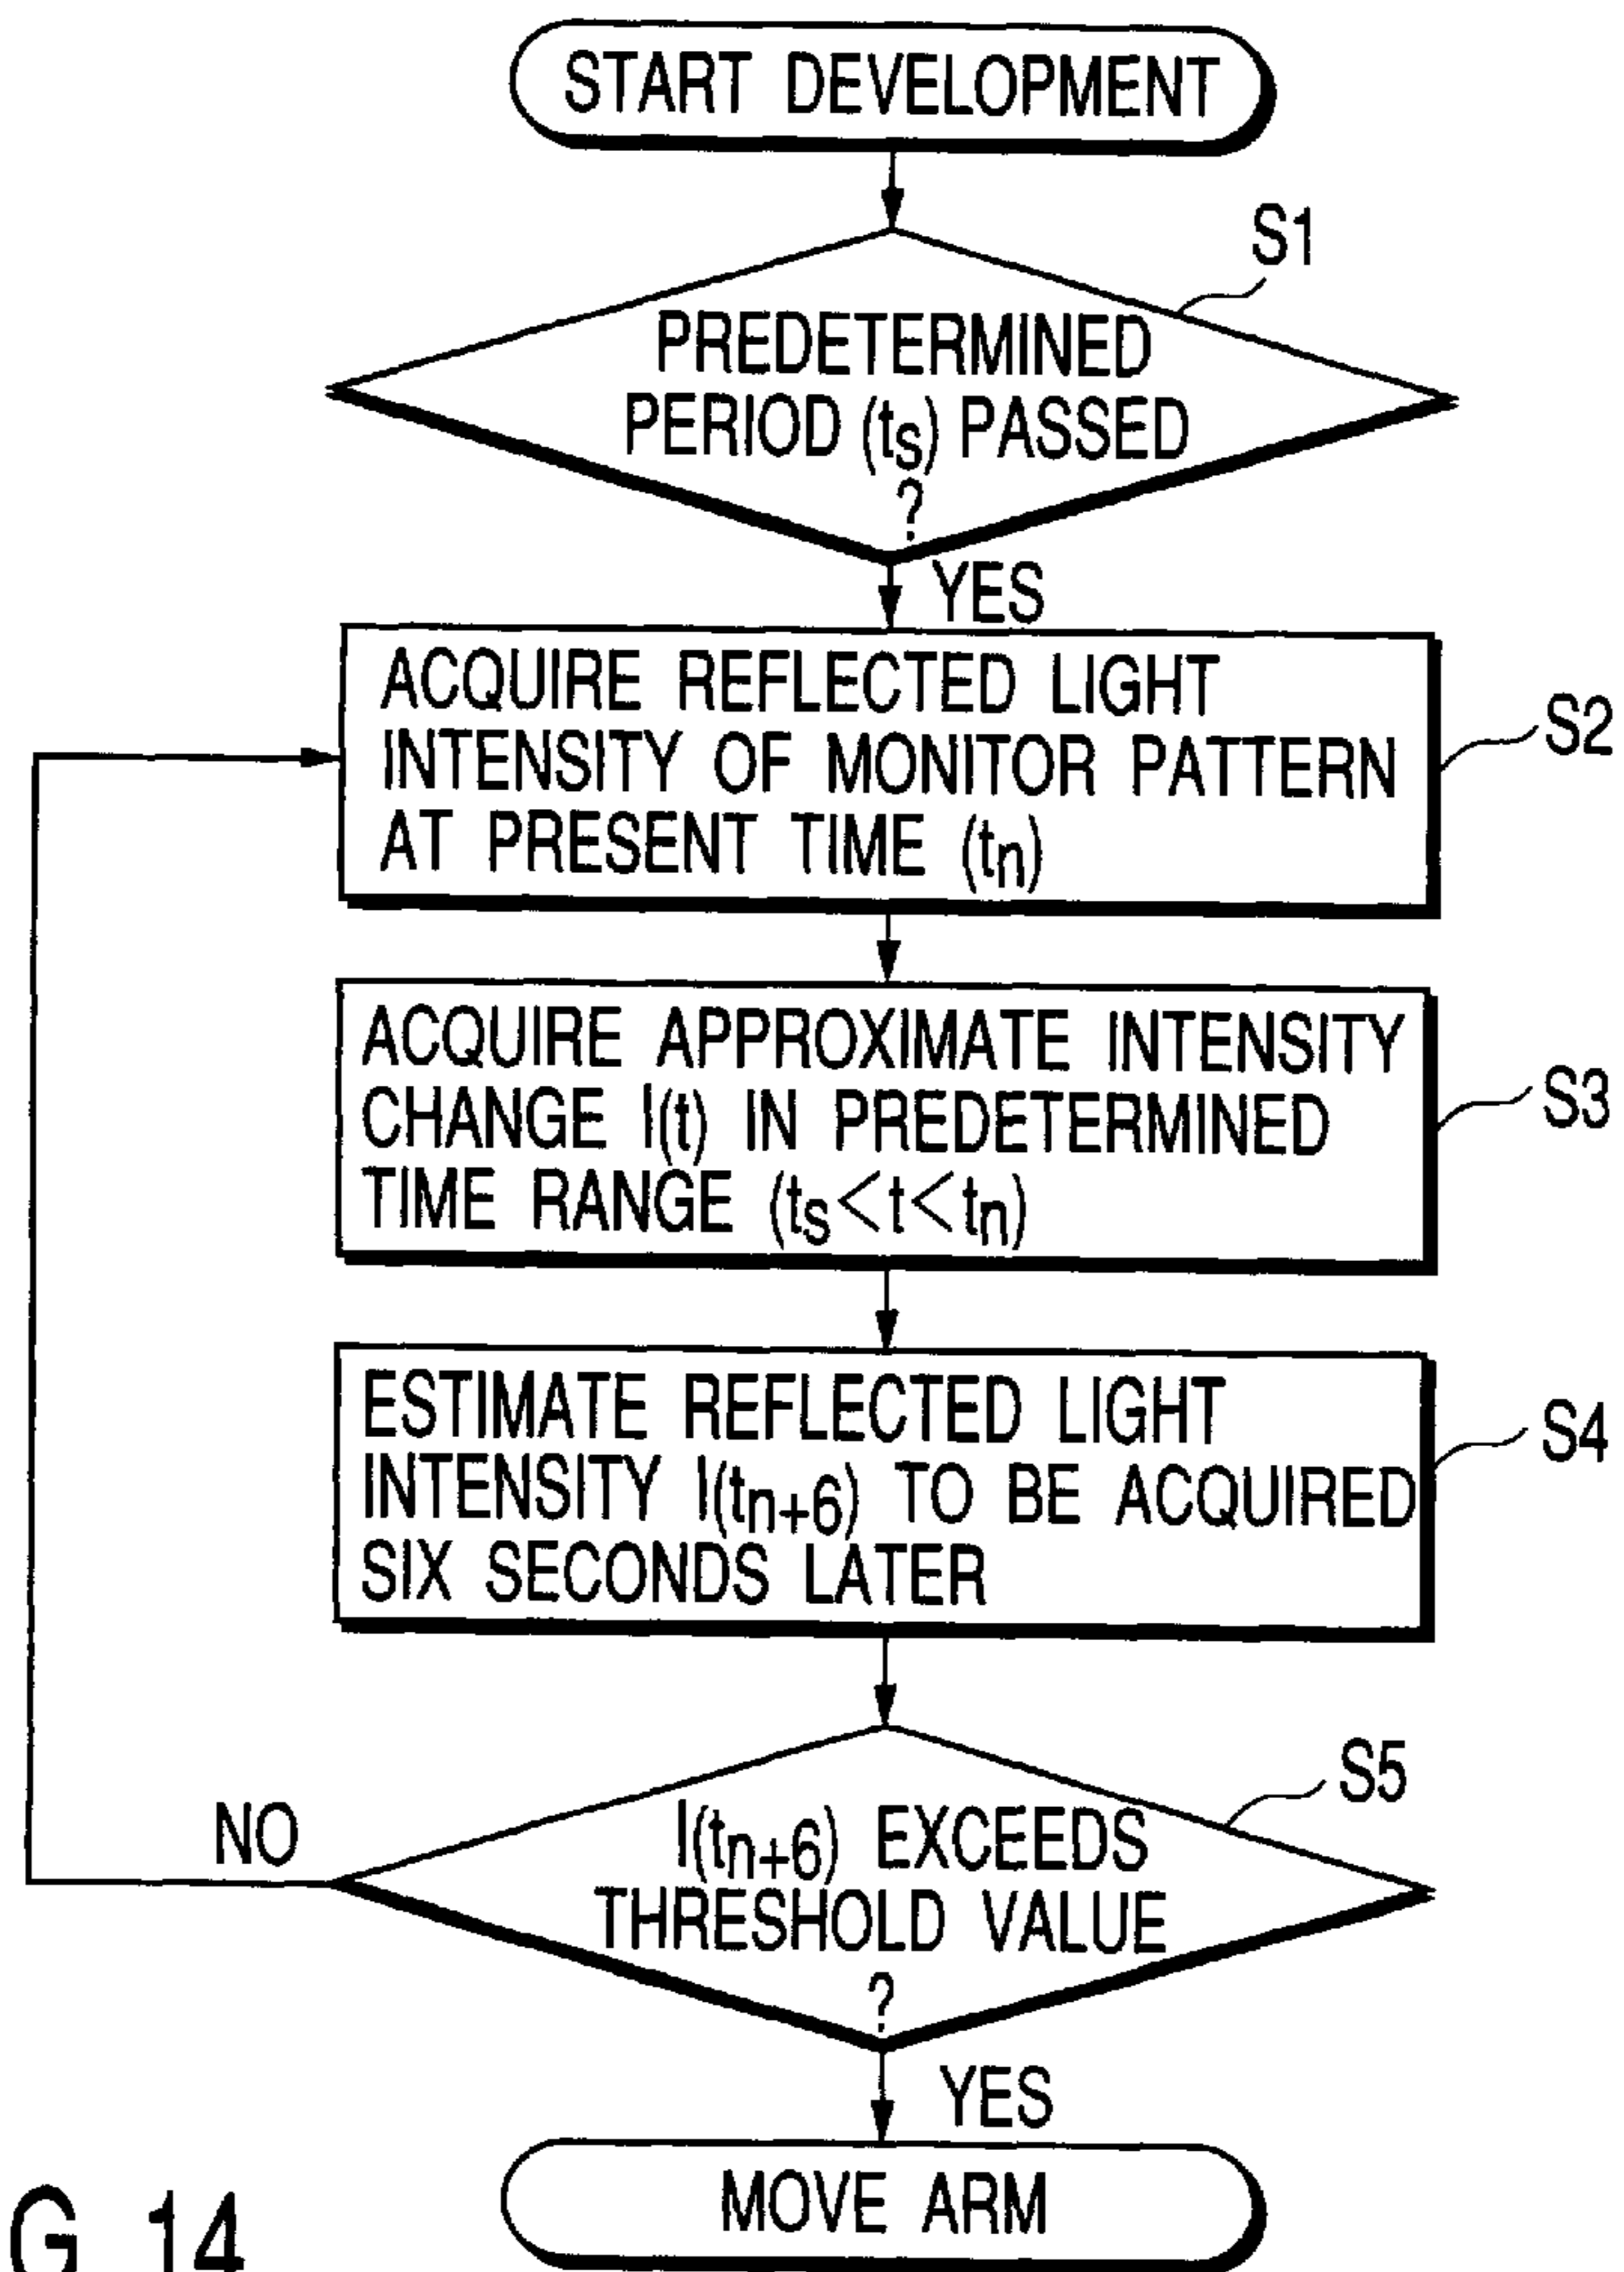 START DEVELOPMENT
S1
PREDETERMINED
PERIOD (ts) PASSED
?
YES
ACQUIRE REFLECTED LIGHT
INTENSITY OF MONITOR PATTERN
AT PRESENT TIME (tn)
S2
ACQUIRE APPROXIMATE INTENSITY
CHANGE I(t) IN PREDETERMINED
TIME RANGE (ts<t<tn)
S3
ESTIMATE REFLECTED LIGHT
INTENSITY I(tn+6) TO BE ACQUIRED
SIX SECONDS LATER
S4
S5
I(tn+6) EXCEEDS
THRESHOLD VALUE
?
NO
YES
MOVE ARM
G 14